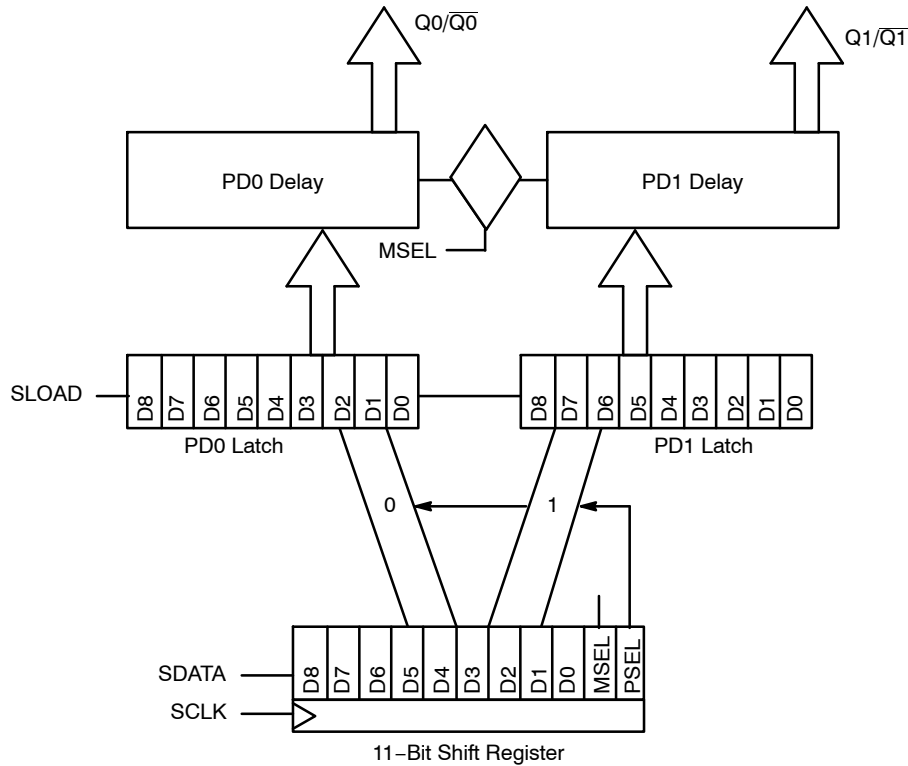 Q0/Q0
Q1/Q1
PD0 Delay
PD1 Delay
MSEL
SLOAD
D8 D7 D6 D5 D4 D3 D2 D1 D0
D8 D7 D6 D5 D4 D3 D2 D1 D0
PD0 Latch
PD1 Latch
0
1
SDATA
D8 D7 D6 D5 D4 D3 D2 D1 D0 MSEL PSEL
SCLK
11−Bit Shift Register